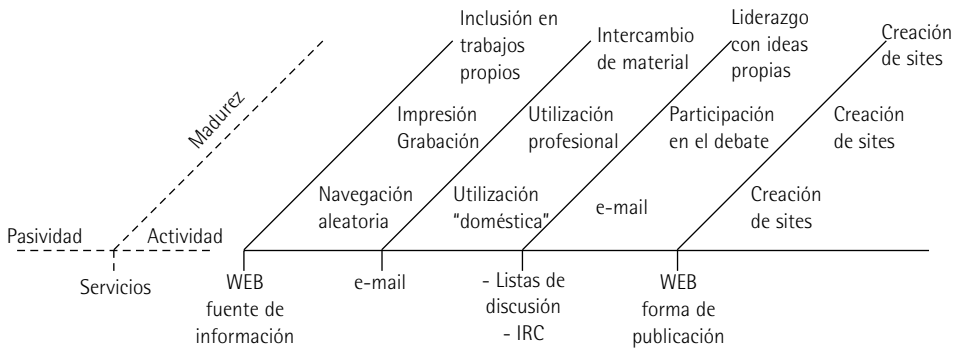 Inclusión en
trabajos
propios
Intercambio
de material
Liderazgo
con ideas
propias
Creación
de sites
Madurez
Impresión
Grabación
Utilización
profesional
Participación
en el debate
Creación
de sites
Navegación
aleatoria
Utilización
“doméstica”
e-mail
Creación
de sites
Pasividad
Actividad
Servicios
WEB
fuente de
información
e-mail
- Listas de
discusión
- IRC
WEB
forma de
publicación